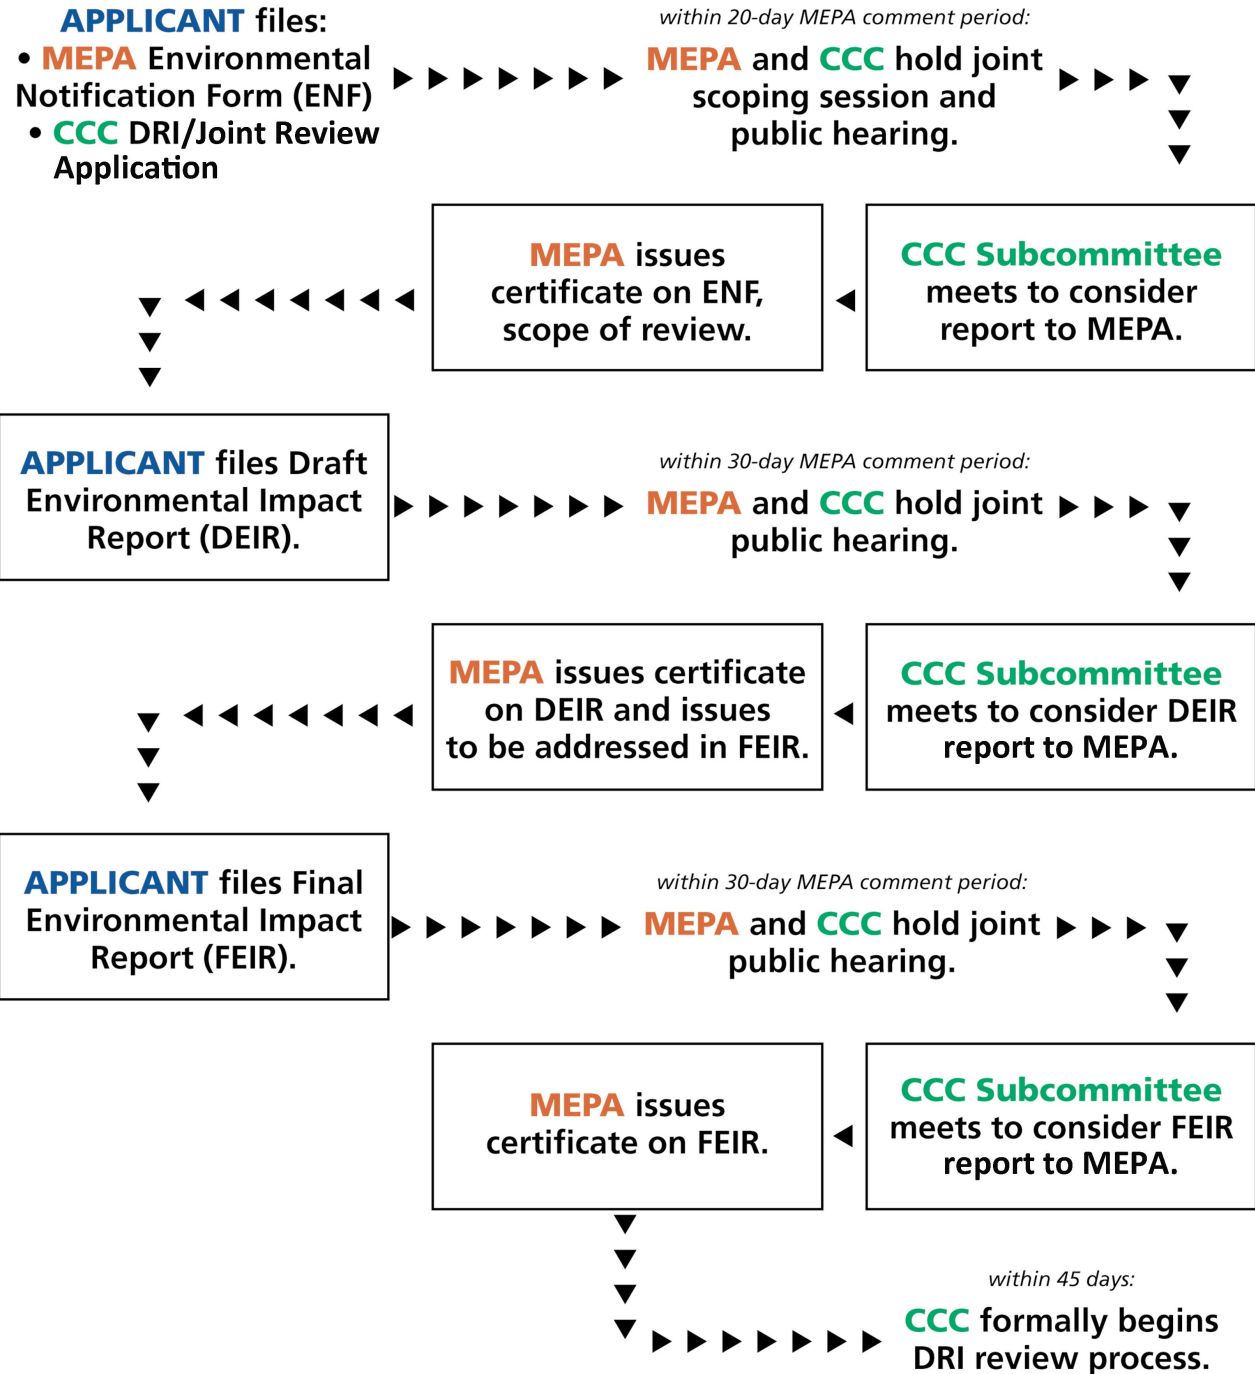 APPLICANT files:
• MEPA Environmental
Notification Form (ENF)
• CCC DRI/Joint Review
Application
within 20-day MEPA comment period:
MEPA and CCC hold joint
scoping session and
public hearing.
CCC Subcommittee
meets to consider
report to MEPA.
MEPA issues
certificate on ENF,
scope of review.
APPLICANT files Draft
Environmental Impact
Report (DEIR).
within 30-day MEPA comment period:
MEPA and CCC hold joint
public hearing.
CCC Subcommittee
meets to consider DEIR
report to MEPA.
MEPA issues certificate
on DEIR and issues
to be addressed in FEIR.
APPLICANT files Final
Environmental Impact
Report (FEIR).
within 30-day MEPA comment period:
MEPA and CCC hold joint
public hearing.
CCC Subcommittee
meets to consider FEIR
report to MEPA.
MEPA issues
certificate on FEIR.
within 45 days:
CCC formally begins
DRI review process.